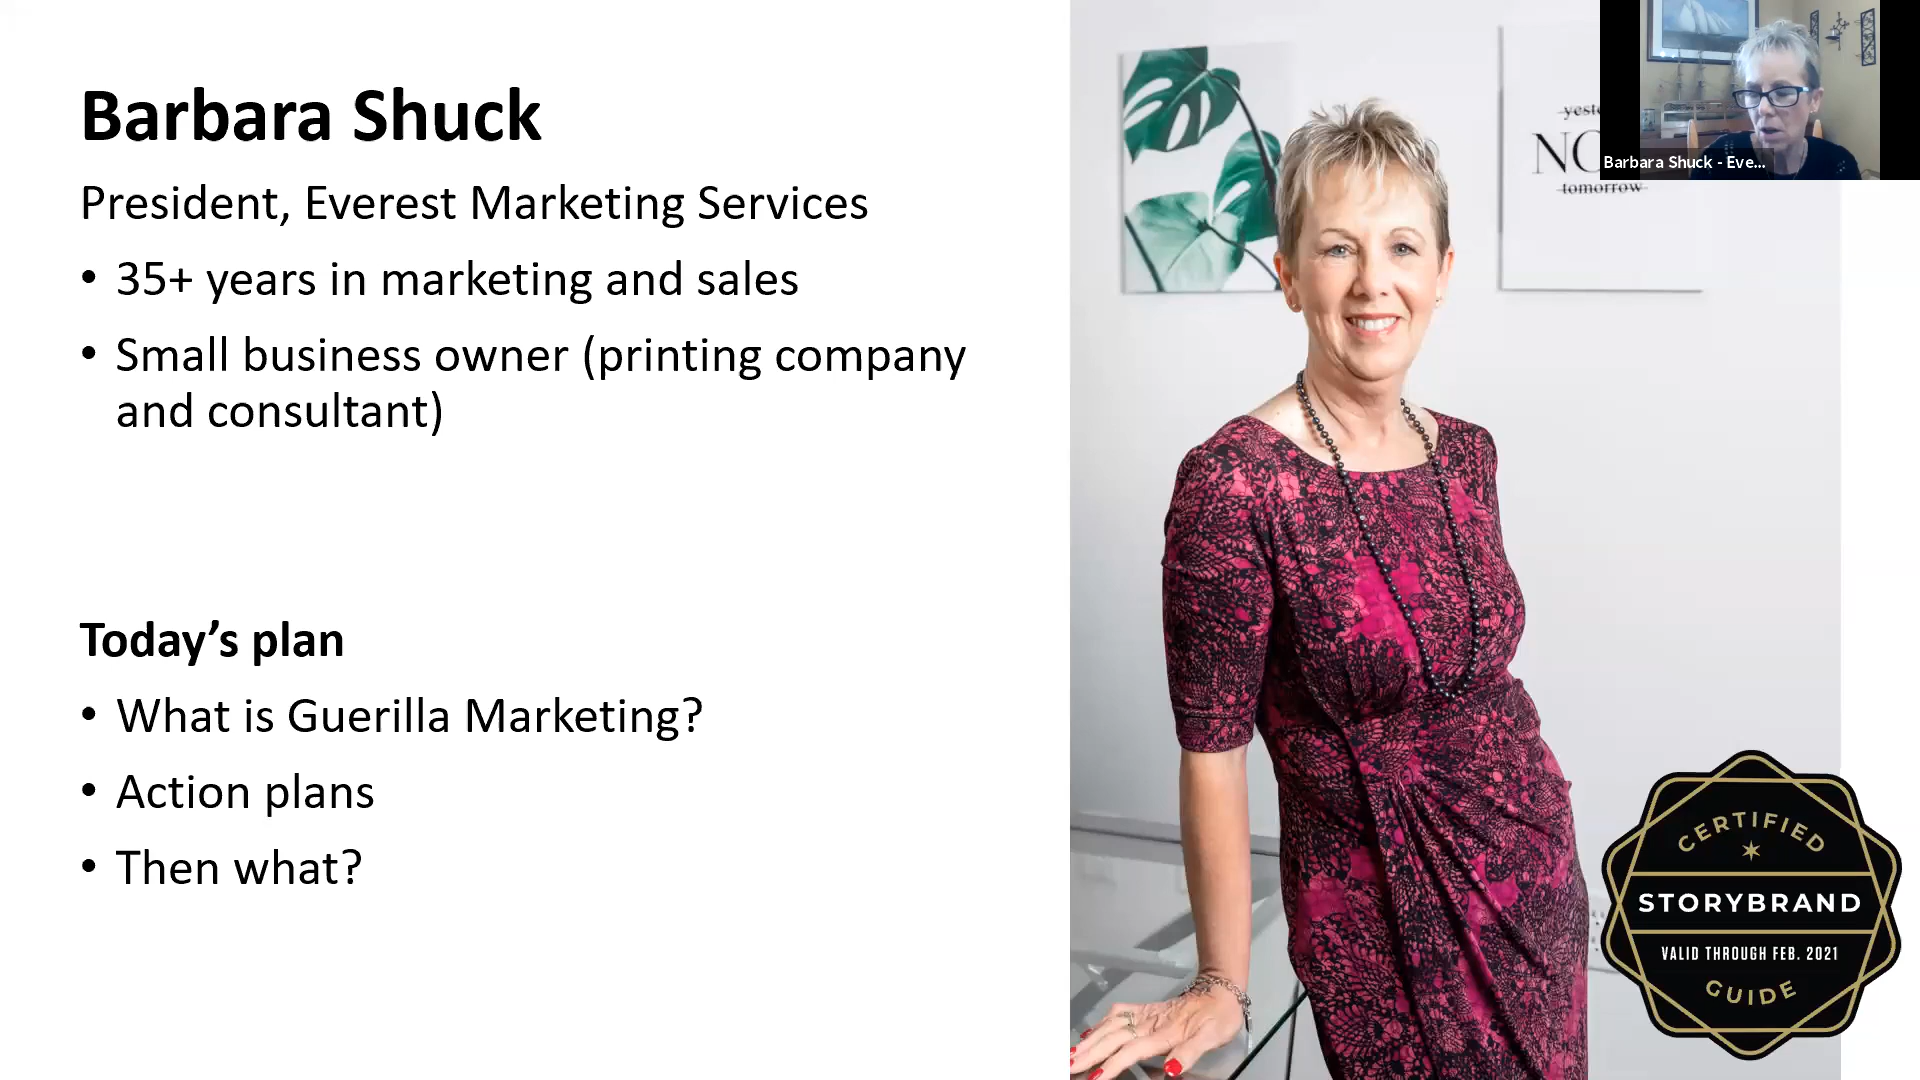 Barbara Shuck
President, Everest Marketing Services
• 35+ years in marketing and sales
• Small business owner (printing company
and consultant)
Today’s plan
• What is Guerilla Marketing?
• Action plans
• Then what?
tomorrow
Barbara Shuck - Eve...
CERTIFIED
STORYBRAND
VALID THROUGH FEB. 2021
GUIDE